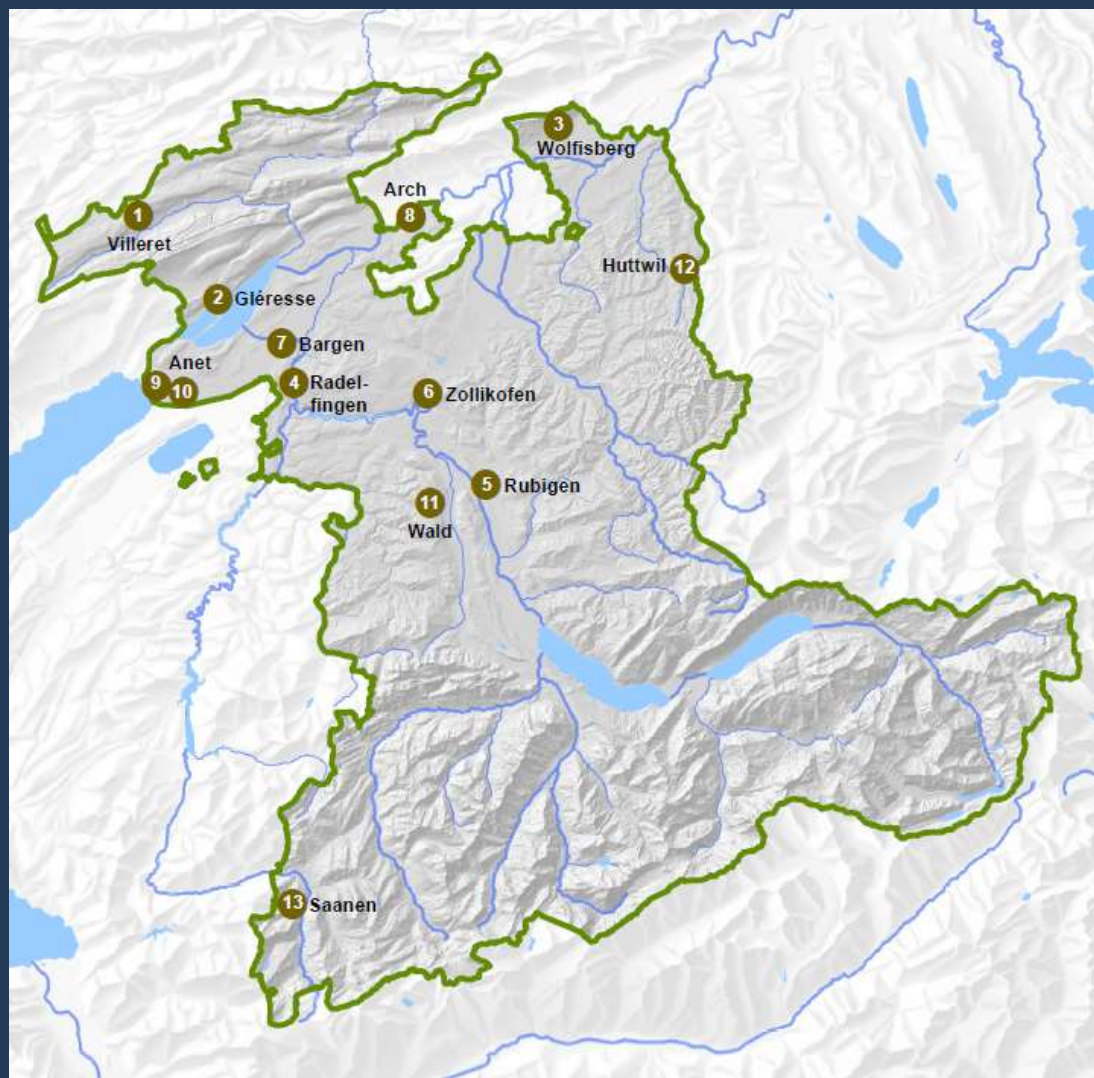 3
Wolfisberg
Arch
8
1
Villeret
Huttwil 12
2 Gléresse
7 Bargen
Anet
9 10
4 Radel-
fingen
6 Zollikofen
5 Rubigen
11
Wald
13 Saanen